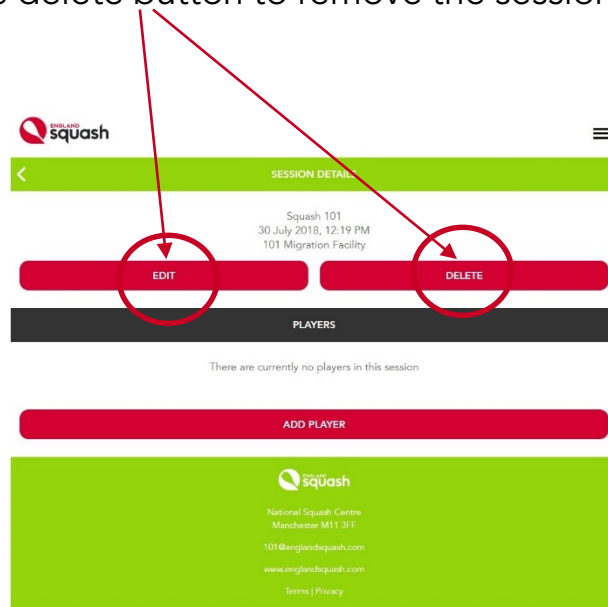 delete button to remove the session
ENGLAND
squash
SESSION DETAILS
Squash 101
30 July 2018, 12:19 PM
101 Migration Facility
EDIT
DELETE
PLAYERS
There are currently no players in this session
ADD PLAYER
ENGLAND
squash
National Squash Centre
Manchester M11 3FF
101@englandsquash.com
www.englandsquash.com
Terms | Privacy